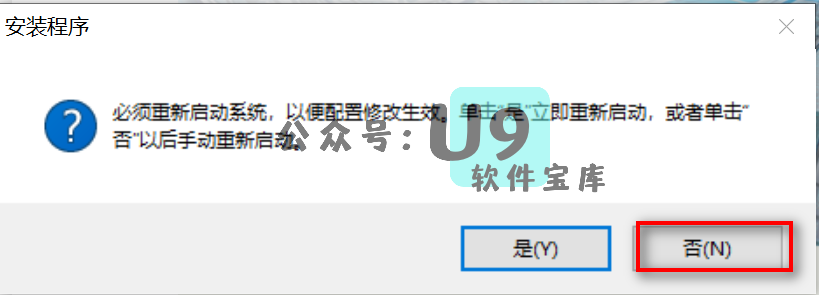 安装程序
必须重新启动系统，以便配置修改生效。单击“是”立即重新启动，或者单击“
否”以后手动重新启动。
公众号：U9
软件宝库
是(Y)
否(N)